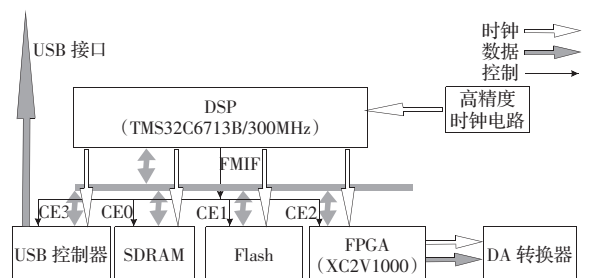 USB 接口
时钟
数据
控制
DSP
（TMS32C6713B/300MHz）
高精度
时钟电路
FMIF
CE3
CE0
CE1
CE2
USB 控制器
SDRAM
Flash
FPGA
（XC2V1000）
DA 转换器